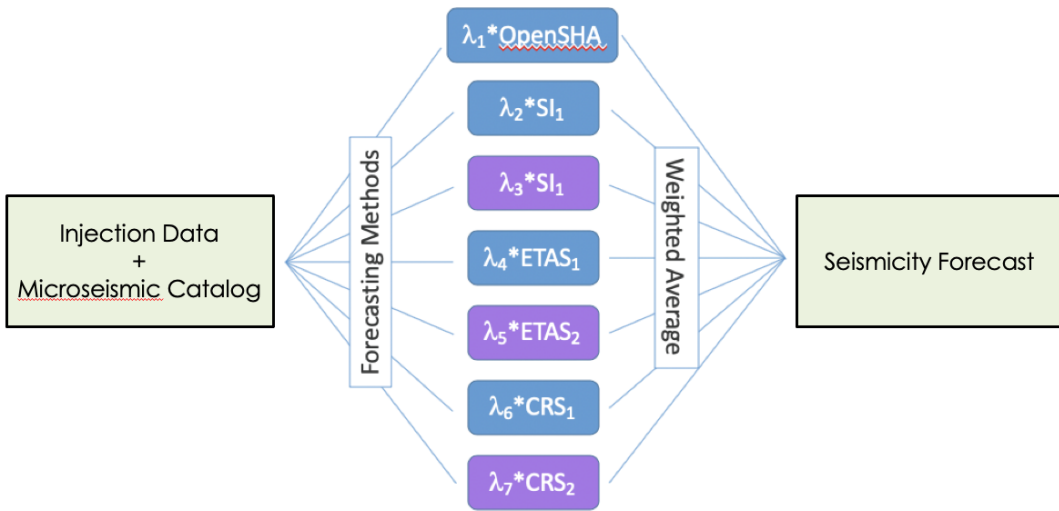 Injection Data
+
Microseismic Catalog
Forecasting Methods
λ₁*OpenSHA
λ₂*SI₁
λ₃*SI₁
λ₄*ETAS₁
λ₅*ETAS₂
λ₆*CRS₁
λ₇*CRS₂
Weighted Average
Seismicity Forecast